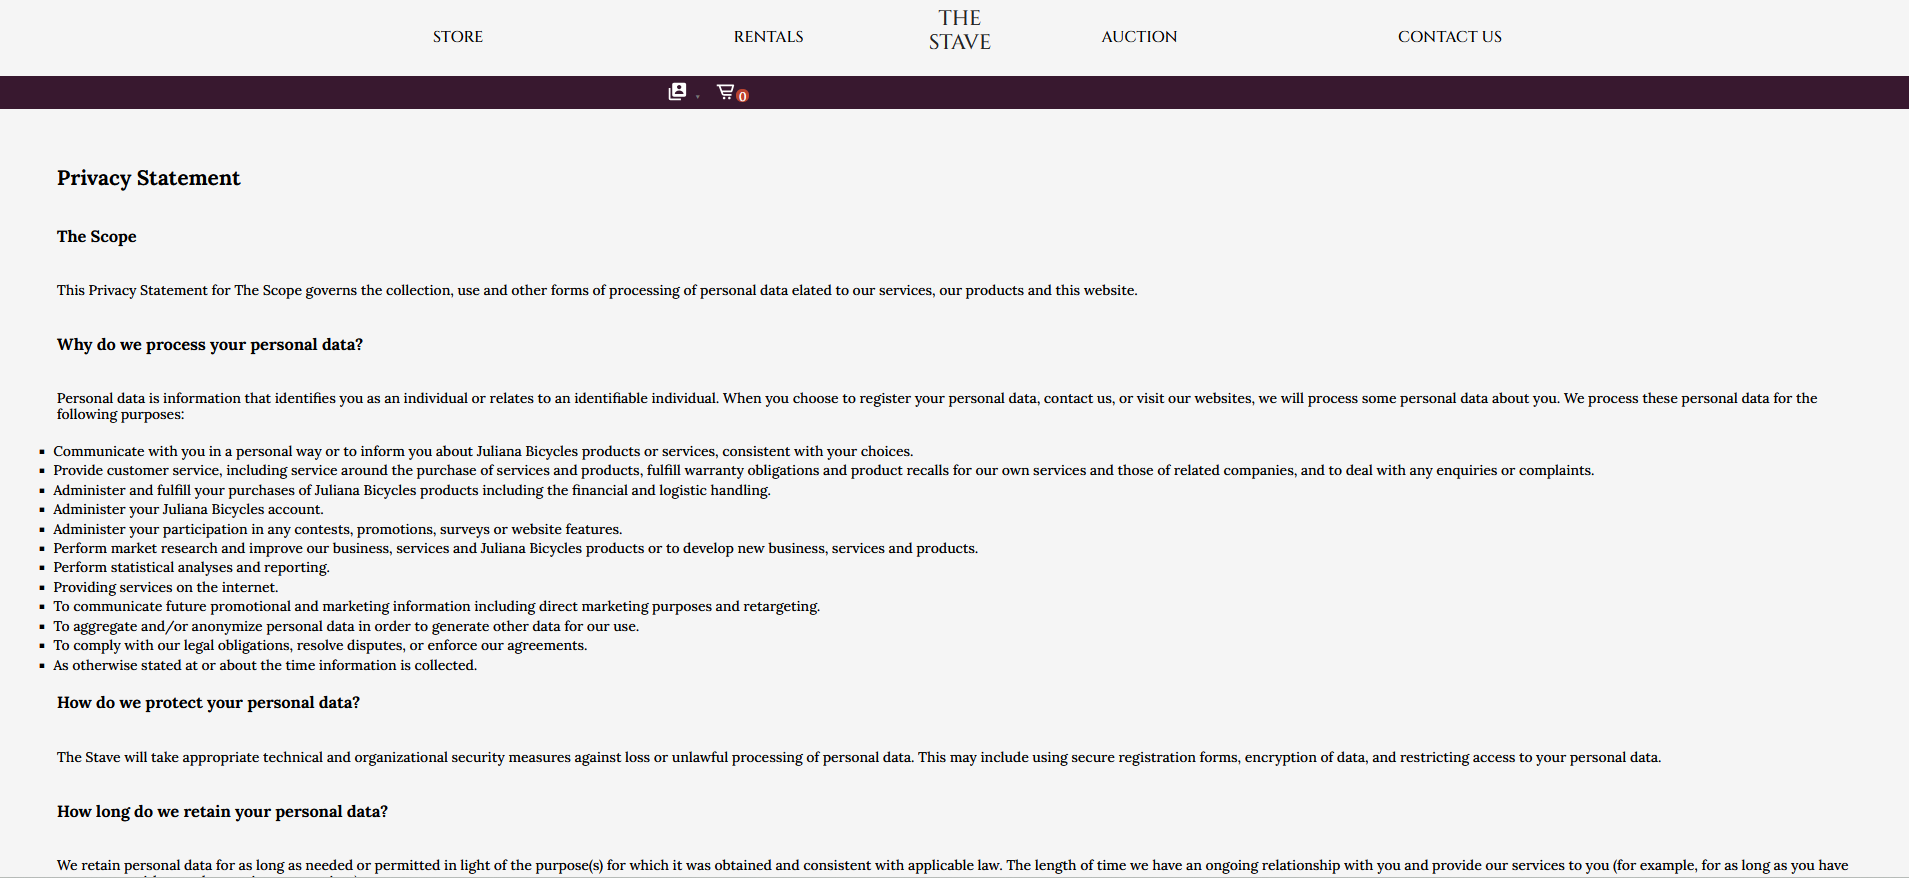 STORE
RENTALS
THE
STAVE
AUCTION
CONTACT US
0
Privacy Statement
The Scope
This Privacy Statement for The Scope governs the collection, use and other forms of processing of personal data elated to our services, our products and this website.
Why do we process your personal data?
Personal data is information that identifies you as an individual or relates to an identifiable individual. When you choose to register your personal data, contact us, or visit our websites, we will process some personal data about you. We process these personal data for the
following purposes:
Communicate with you in a personal way or to inform you about Juliana Bicycles products or services, consistent with your choices.
Provide customer service, including service around the purchase of services and products, fulfill warranty obligations and product recalls for our own services and those of related companies, and to deal with any enquiries or complaints.
Administer and fulfill your purchases of Juliana Bicycles products including the financial and logistic handling.
Administer your Juliana Bicycles account.
Administer your participation in any contests, promotions, surveys or website features.
Perform market research and improve our business, services and Juliana Bicycles products or to develop new business, services and products.
Perform statistical analyses and reporting.
Providing services on the internet.
To communicate future promotional and marketing information including direct marketing purposes and retargeting.
To aggregate and/or anonymize personal data in order to generate other data for our use.
To comply with our legal obligations, resolve disputes, or enforce our agreements.
As otherwise stated at or about the time information is collected.
How do we protect your personal data?
The Stave will take appropriate technical and organizational security measures against loss or unlawful processing of personal data. This may include using secure registration forms, encryption of data, and restricting access to your personal data.
How long do we retain your personal data?
We retain personal data for as long as needed or permitted in light of the purpose(s) for which it was obtained and consistent with applicable law. The length of time we have an ongoing relationship with you and provide our services to you (for example, for as long as you have